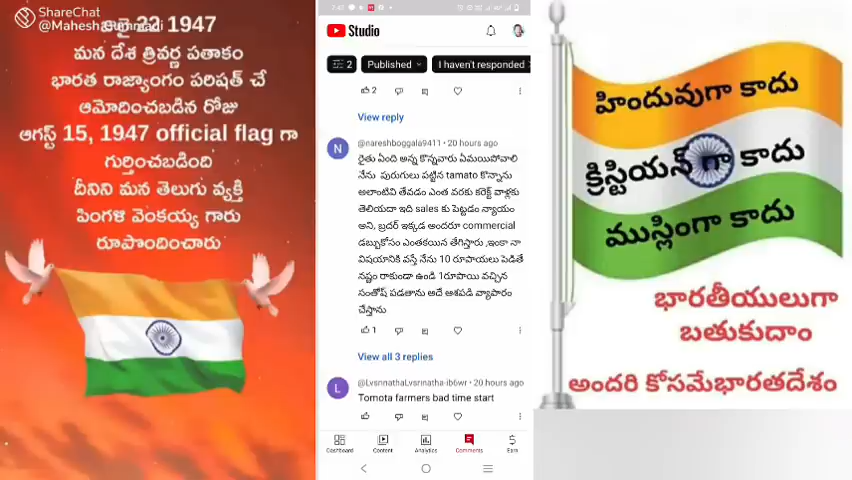 ShareChat
@Mahesh
22 1947
మన దేశ త్రివర్ణ పతాకం
భారత రాజ్యాంగం పరిషత్ చే
ఆమోదించబడిన రోజు
ఆగస్ట్ 15, 1947 official flag గా
గుర్తించబడింది
దీనిని మన తెలుగు వ్యక్తి
పింగళి వెంకయ్య గారు
రూపొందించారు
Studio
2
Published
I haven't responded
2
View reply
N
@nareshboggala9411 • 20 hours ago
రైతు ఏంది అన్న కొన్నవారు ఏమయిపోవాలి
నేను పురుగులు పట్టిన tamato కొన్నాను
అలాంటివి తేవడం ఎంత వరకు కరెక్ట్ వాళ్లకు
తెలియదా ఇది sales కు పెట్టడం న్యాయం
అని, బ్రదర్ ఇక్కడ అందరూ commercial
డబ్బుకోసం ఎంతకయిన తేగిస్తారు ,ఇంకా నా
విషయానికి వస్తే నేను 10 రూపాయలు పెడితే
నష్టం రాకుండా ఉండి 1రూపాయి వచ్చిన
సంతోష్ పడతాను అదే ఆశపడి వ్యాపారం
చేస్తాను
1
View all 3 replies
L
@LvsrinathaLvsrinatha-ib6wr • 20 hours ago
Tomota farmers bad time start
Dashboard
Content
Analytics
Comments
Earn
హిందువుగా కాదు
క్రిస్టియన్ గా కాదు
ముస్లింగా కాదు
భారతీయులుగా
బతుకుదాం
అందరి కోసమేభారతదేశం